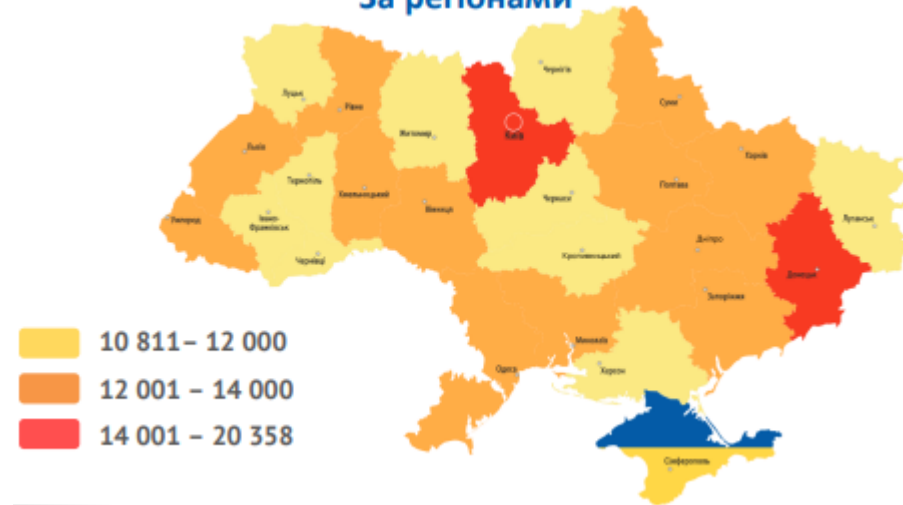 За регіонами
Чернігів
Луцьк
Рівне
Суми
Житомир
Київ
Львів
Харків
Тернопіль
Хмельницький
Полтава
Ужгород
Івано-
Франківськ
Вінниця
Черкаси
Луганськ
Дніпро
Чернівці
Кропивницький
Донецьк
Запоріжжя
10 811– 12 000
Миколаїв
Одеса
Херсон
12 001 – 14 000
14 001 – 20 358
Сімферополь